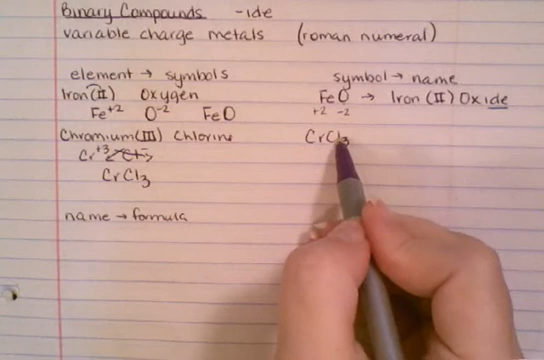 Binary Compounds -ide
variable charge metals (roman numeral)
element → symbols
Iron(II) Oxygen
Fe+2 O-2 FeO
Chromium(III) Chlorine
Cr+3 Cl-
CrCl3
name → formula
symbol → name
FeO → Iron (II) Oxide
+2 -2
CrCl3